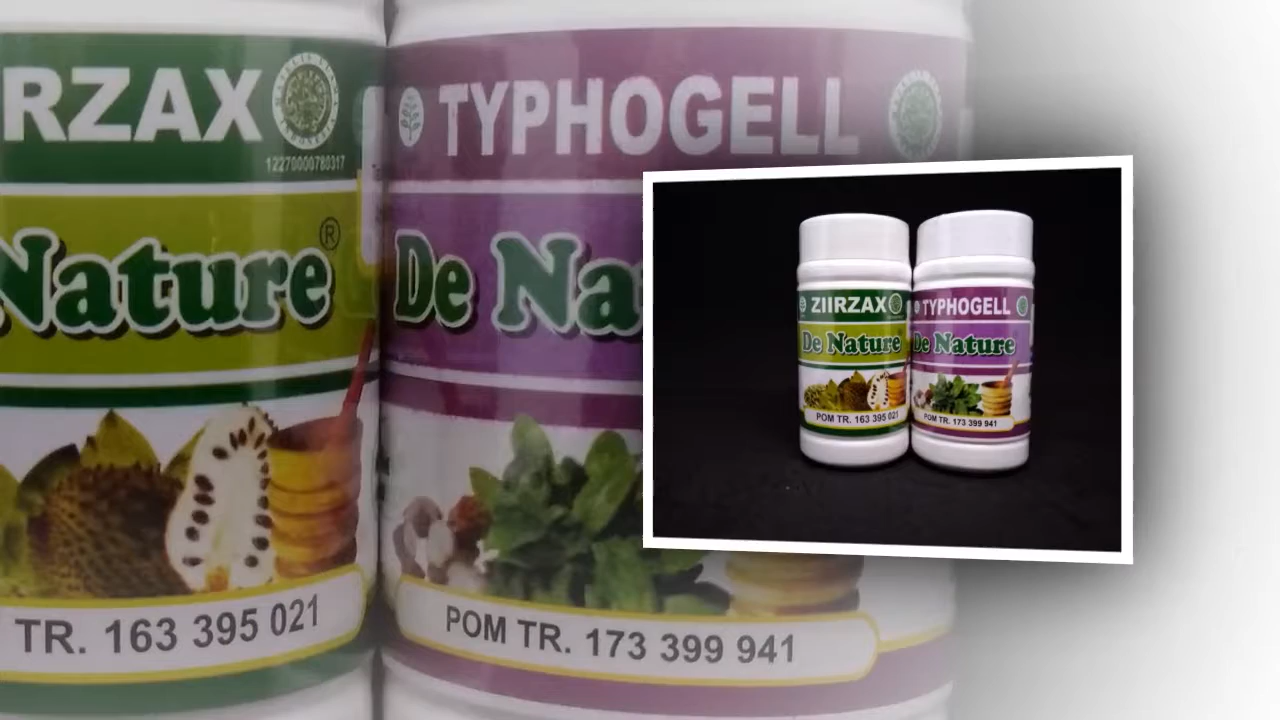 RZAX
12270000780317
Nature®
TR. 163 395 021
TYPHOGELL
De Na
POM TR. 173 399 941
ZIIRZAX
De Nature
POM TR. 163 395 021
TYPHOGELL
De Nature
POM TR. 173 399 941